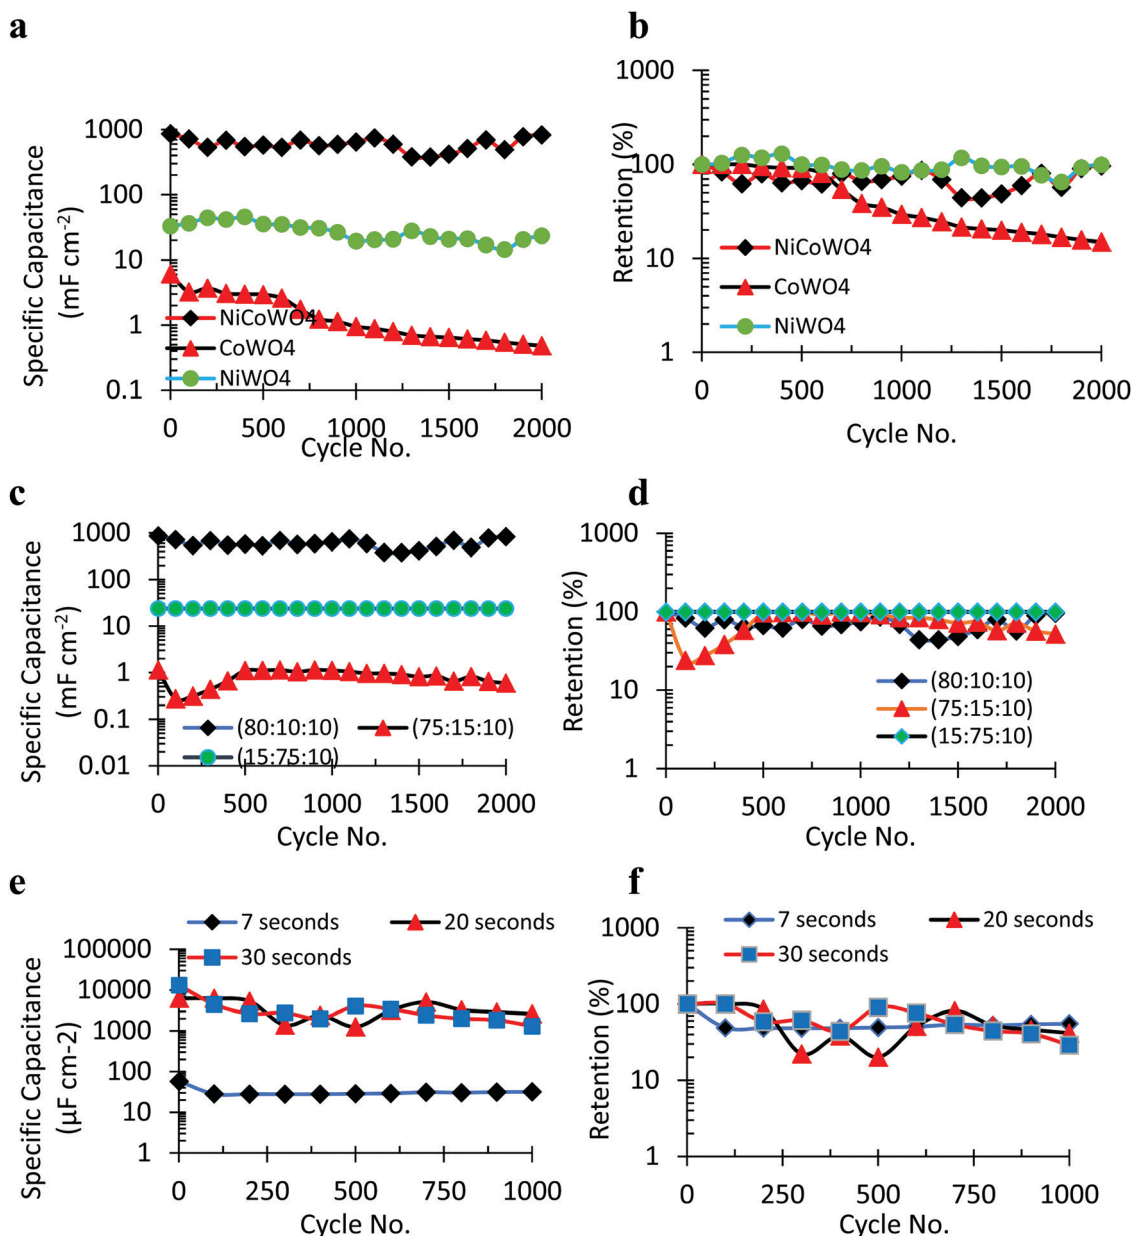 a
Specific Capacitance
(mF cm-2)
1000
100
10
1
0.1
NiCoWO4
CoWO4
NiWO4
0 500 1000 1500 2000
Cycle No.
b
Retention (%)
1000
100
10
1
NiCoWO4
CoWO4
NiWO4
0 500 1000 1500 2000
Cycle No.
c
Specific Capacitance
(mF cm-2)
1000
100
10
1
0.1
0.01
(80:10:10) (75:15:10)
(15:75:10)
0 500 1000 1500 2000
Cycle No.
d
Retention (%)
1000
100
10
1
(80:10:10)
(75:15:10)
(15:75:10)
0 500 1000 1500 2000
Cycle No.
e
7 seconds 20 seconds
30 seconds
Specific Capacitance
(µF cm-2)
100000
10000
1000
100
10
1
0 250 500 750 1000
Cycle No.
f
7 seconds 20 seconds
30 seconds
Retention (%)
1000
100
10
1
0 250 500 750 1000
Cycle No.